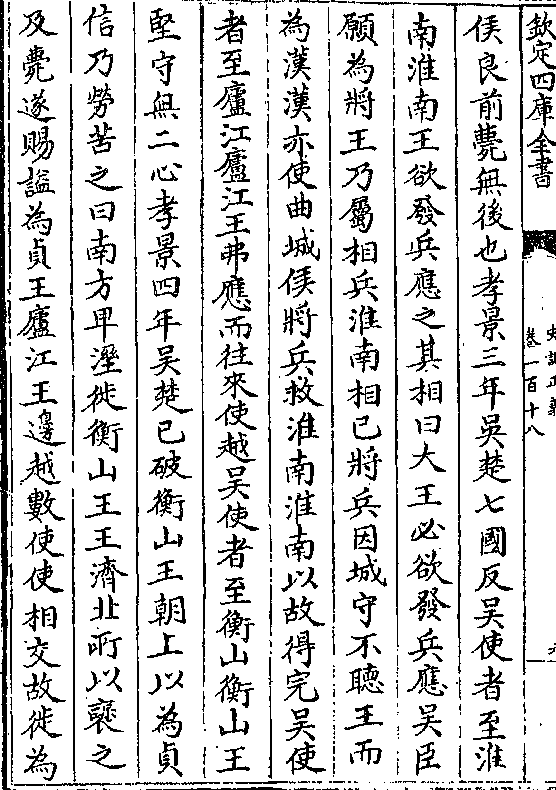 欽定四庫全書
史記正義
卷一百十八
侯良前薨無後也孝景三年吳楚七國反吳使者至淮
南淮南王欲發兵應之其相曰大王必欲發兵應吳臣
願為將王乃屬相兵淮南相已將兵因城守不聽王而
為漢漢亦使曲城侯將兵救淮南淮南以故得完吳使
者至廬江廬江王弗應而往來使越吳使者至衡山衡山王
堅守無二心孝景四年吳楚已破衡山王朝上以為貞
信乃勞苦之曰南方卑溼徙衡山王王濟北所以襃之
及薨遂賜謚為貞王廬江王邊越數使使相交故徙為